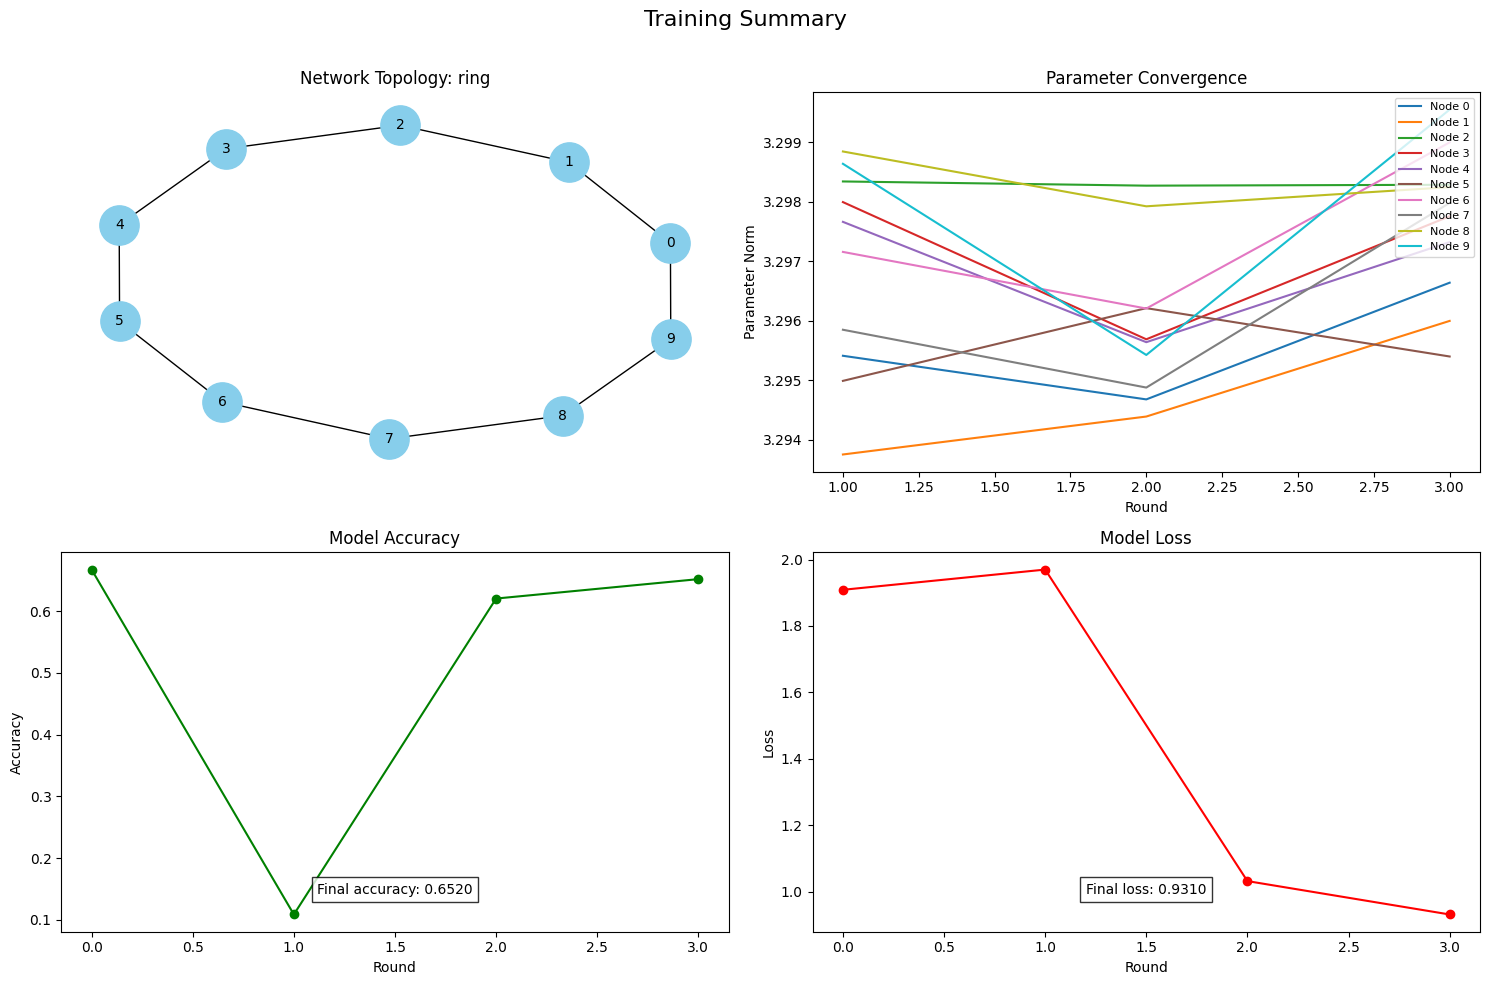 Training Summary
Network Topology: ring
2
3
1
4
0
5
9
6
8
7
Parameter Convergence
Parameter Norm
3.299
3.298
3.297
3.296
3.295
3.294
Node 0
Node 1
Node 2
Node 3
Node 4
Node 5
Node 6
Node 7
Node 8
Node 9
1.00 1.25 1.50 1.75 2.00 2.25 2.50 2.75 3.00
Round
Model Accuracy
Accuracy
0.6
0.5
0.4
0.3
0.2
0.1
Final accuracy: 0.6520
0.0 0.5 1.0 1.5 2.0 2.5 3.0
Round
Model Loss
Loss
2.0
1.8
1.6
1.4
1.2
1.0
Final loss: 0.9310
0.0 0.5 1.0 1.5 2.0 2.5 3.0
Round